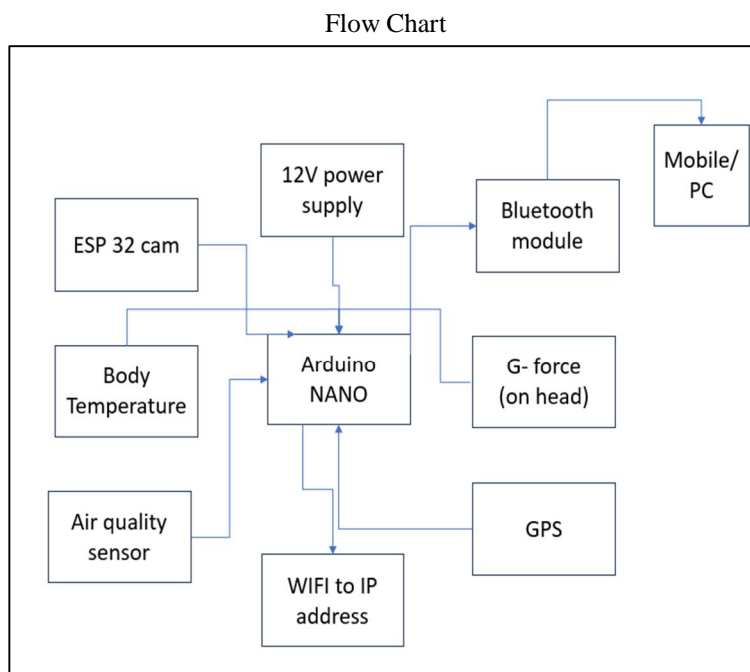 Flow Chart
12V power
supply
Mobile/
PC
Bluetooth
module
ESP 32 cam
Body
Temperature
Arduino
NANO
G- force
(on head)
Air quality
sensor
GPS
WIFI to IP
address